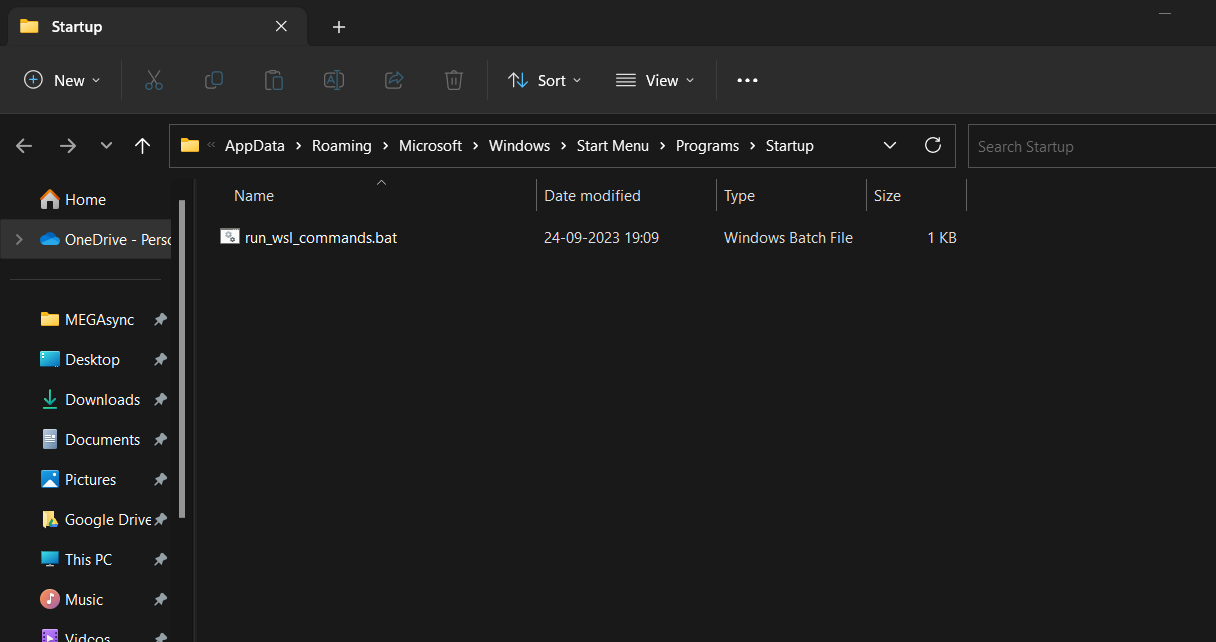 Startup
New
Sort
View
AppData > Roaming > Microsoft > Windows > Start Menu > Programs > Startup
Search Startup
Name Date modified Type Size
run_wsl_commands.bat 24-09-2023 19:09 Windows Batch File 1 KB
Home
OneDrive - Perso
MEGAsync
Desktop
Downloads
Documents
Pictures
Google Drive
This PC
Music
Videos